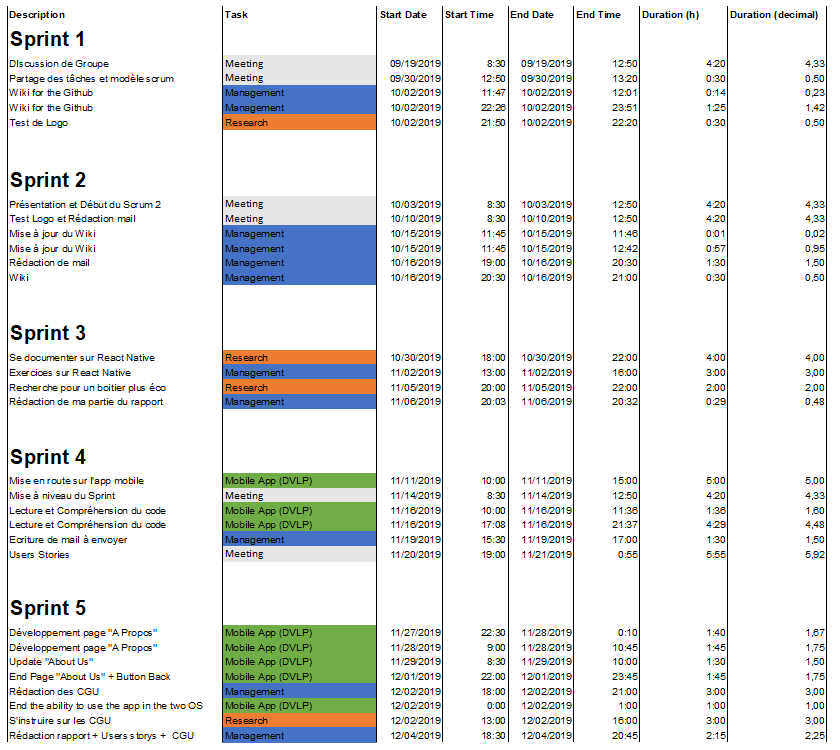 Description Task Start Date Start Time End Date End Time Duration (h) Duration (decimal)
Sprint 1
DIscussion de Groupe Meeting 09/19/2019 8:30 09/19/2019 12:50 4:20 4,33
Partage des tâches et modèle scrum Meeting 09/30/2019 12:50 09/30/2019 13:20 0:30 0,50
Wiki for the Github Management 10/02/2019 11:47 10/02/2019 12:01 0:14 0,23
Wiki for the Github Management 10/02/2019 22:26 10/02/2019 23:51 1:25 1,42
Test de Logo Research 10/02/2019 21:50 10/02/2019 22:20 0:30 0,50
Sprint 2
Présentation et Début du Scrum 2 Meeting 10/03/2019 8:30 10/03/2019 12:50 4:20 4,33
Test Logo et Rédaction mail Meeting 10/10/2019 8:30 10/10/2019 12:50 4:20 4,33
Mise à jour du Wiki Management 10/15/2019 11:45 10/15/2019 11:46 0:01 0,02
Mise à jour du Wiki Management 10/15/2019 11:45 10/15/2019 12:42 0:57 0,95
Rédaction de mail Management 10/16/2019 19:00 10/16/2019 20:30 1:30 1,50
Wiki Management 10/16/2019 20:30 10/16/2019 21:00 0:30 0,50
Sprint 3
Se documenter sur React Native Research 10/30/2019 18:00 10/30/2019 22:00 4:00 4,00
Exercices sur React Native Management 11/02/2019 13:00 11/02/2019 16:00 3:00 3,00
Recherche pour un boitier plus éco Research 11/05/2019 20:00 11/05/2019 22:00 2:00 2,00
Rédaction de ma partie du rapport Management 11/06/2019 20:03 11/06/2019 20:32 0:29 0,48
Sprint 4
Mise en route sur l'app mobile Mobile App (DVLP) 11/11/2019 10:00 11/11/2019 15:00 5:00 5,00
Mise à niveau du Sprint Meeting 11/14/2019 8:30 11/14/2019 12:50 4:20 4,33
Lecture et Compréhension du code Mobile App (DVLP) 11/16/2019 10:00 11/16/2019 11:36 1:36 1,60
Lecture et Compréhension du code Mobile App (DVLP) 11/16/2019 17:08 11/16/2019 21:37 4:29 4,48
Ecriture de mail à envoyer Management 11/19/2019 15:30 11/19/2019 17:00 1:30 1,50
Users Stories Meeting 11/20/2019 19:00 11/21/2019 0:55 5:55 5,92
Sprint 5
Développement page "A Propos" Mobile App (DVLP) 11/27/2019 22:30 11/28/2019 0:10 1:40 1,67
Développement page "A Propos" Mobile App (DVLP) 11/28/2019 9:00 11/28/2019 10:45 1:45 1,75
Update "About Us" Mobile App (DVLP) 11/29/2019 8:30 11/29/2019 10:00 1:30 1,50
End Page "About Us" + Button Back Mobile App (DVLP) 12/01/2019 22:00 12/01/2019 23:45 1:45 1,75
Rédaction des CGU Management 12/02/2019 18:00 12/02/2019 21:00 3:00 3,00
End the ability to use the app in the two OS Mobile App (DVLP) 12/02/2019 0:00 12/02/2019 1:00 1:00 1,00
S'instruire sur les CGU Research 12/02/2019 13:00 12/02/2019 16:00 3:00 3,00
Rédaction rapport + Users storys + CGU Management 12/04/2019 18:30 12/04/2019 20:45 2:15 2,25